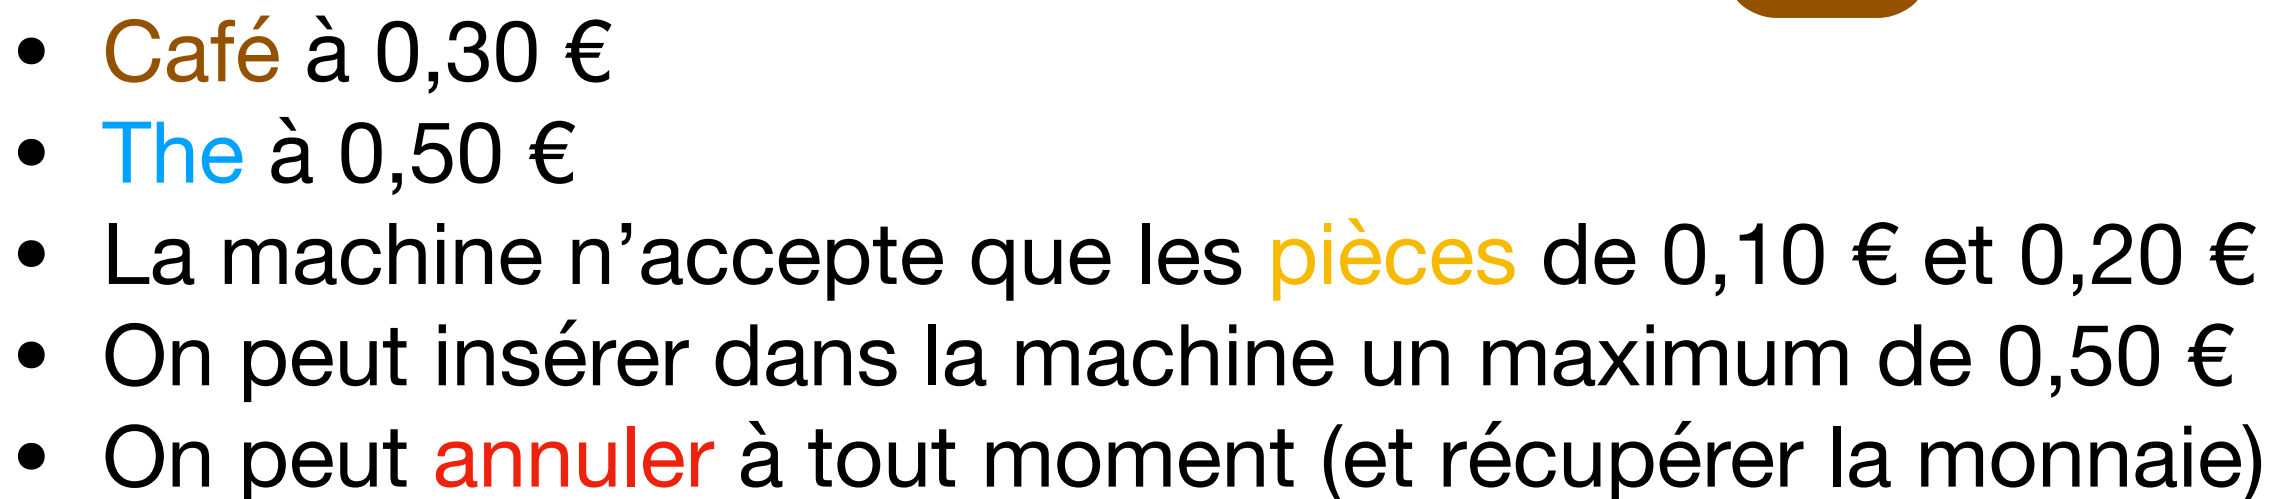 • Café à 0,30 €
• The à 0,50 €
• La machine n’accepte que les pièces de 0,10 € et 0,20 €
• On peut insérer dans la machine un maximum de 0,50 €
• On peut annuler à tout moment (et récupérer la monnaie)